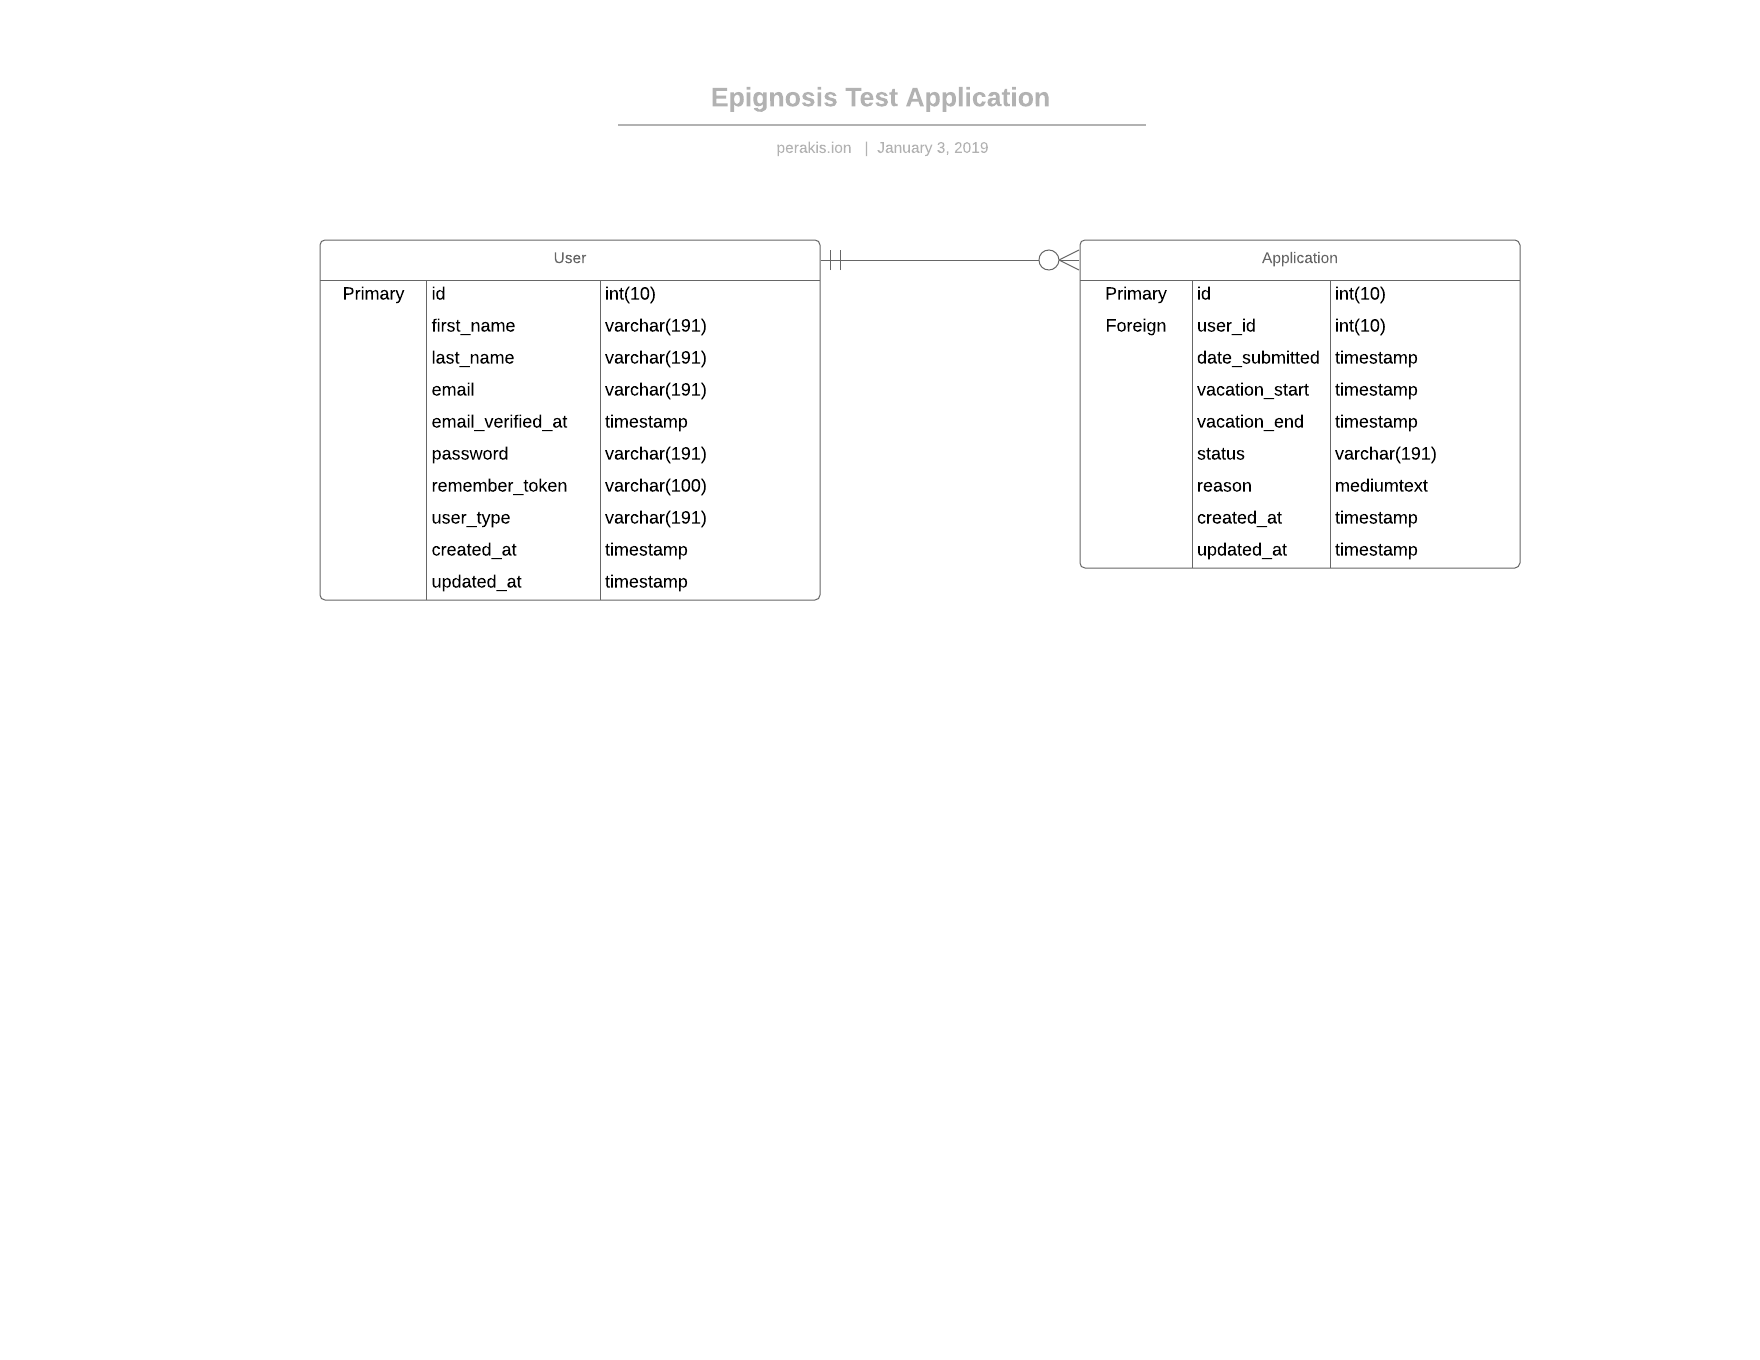 Epignosis Test Application
perakis.ion | January 3, 2019
User
Primary id int(10)
first_name varchar(191)
last_name varchar(191)
email varchar(191)
email_verified_at timestamp
password varchar(191)
remember_token varchar(100)
user_type varchar(191)
created_at timestamp
updated_at timestamp
Application
Primary id int(10)
Foreign user_id int(10)
date_submitted timestamp
vacation_start timestamp
vacation_end timestamp
status varchar(191)
reason mediumtext
created_at timestamp
updated_at timestamp